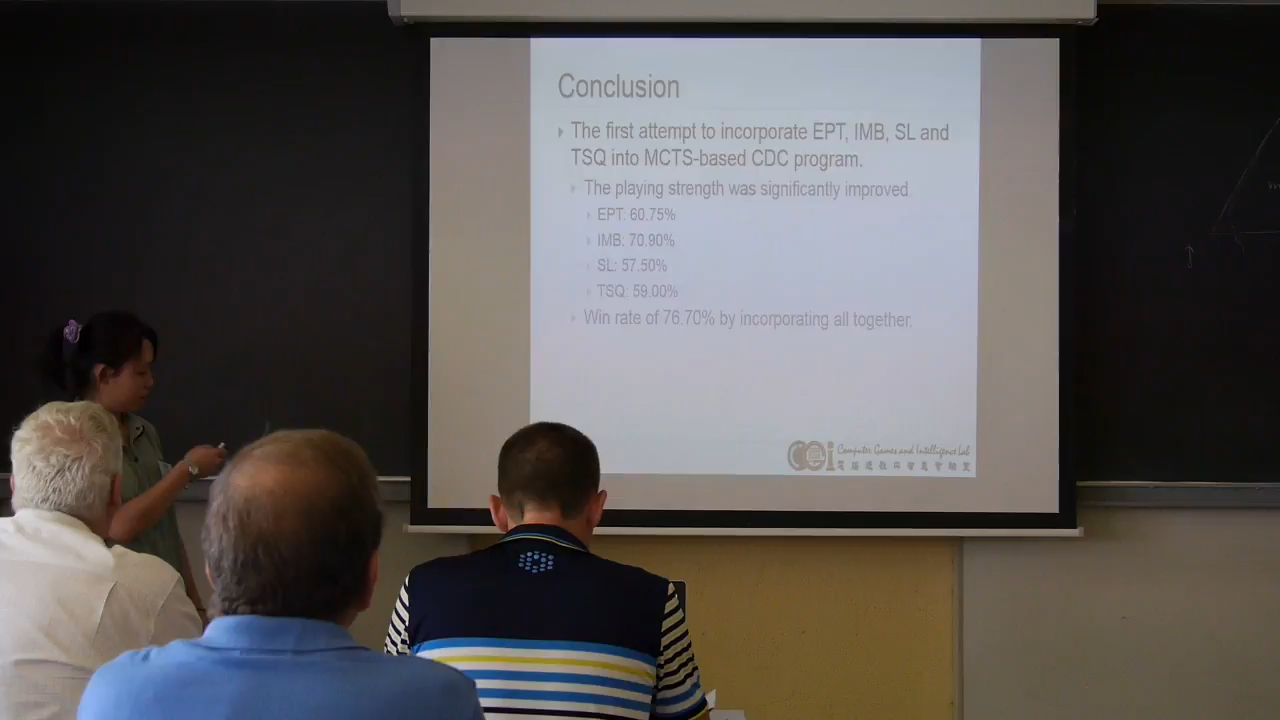 Conclusion
The first attempt to incorporate EPT, IMB, SL and
TSQ into MCTS-based CDC program.
The playing strength was significantly improved.
EPT: 60.75%
IMB: 70.90%
SL: 57.50%
TSQ: 59.00%
Win rate of 76.70% by incorporating all together.
Computer Games and Intelligence Lab